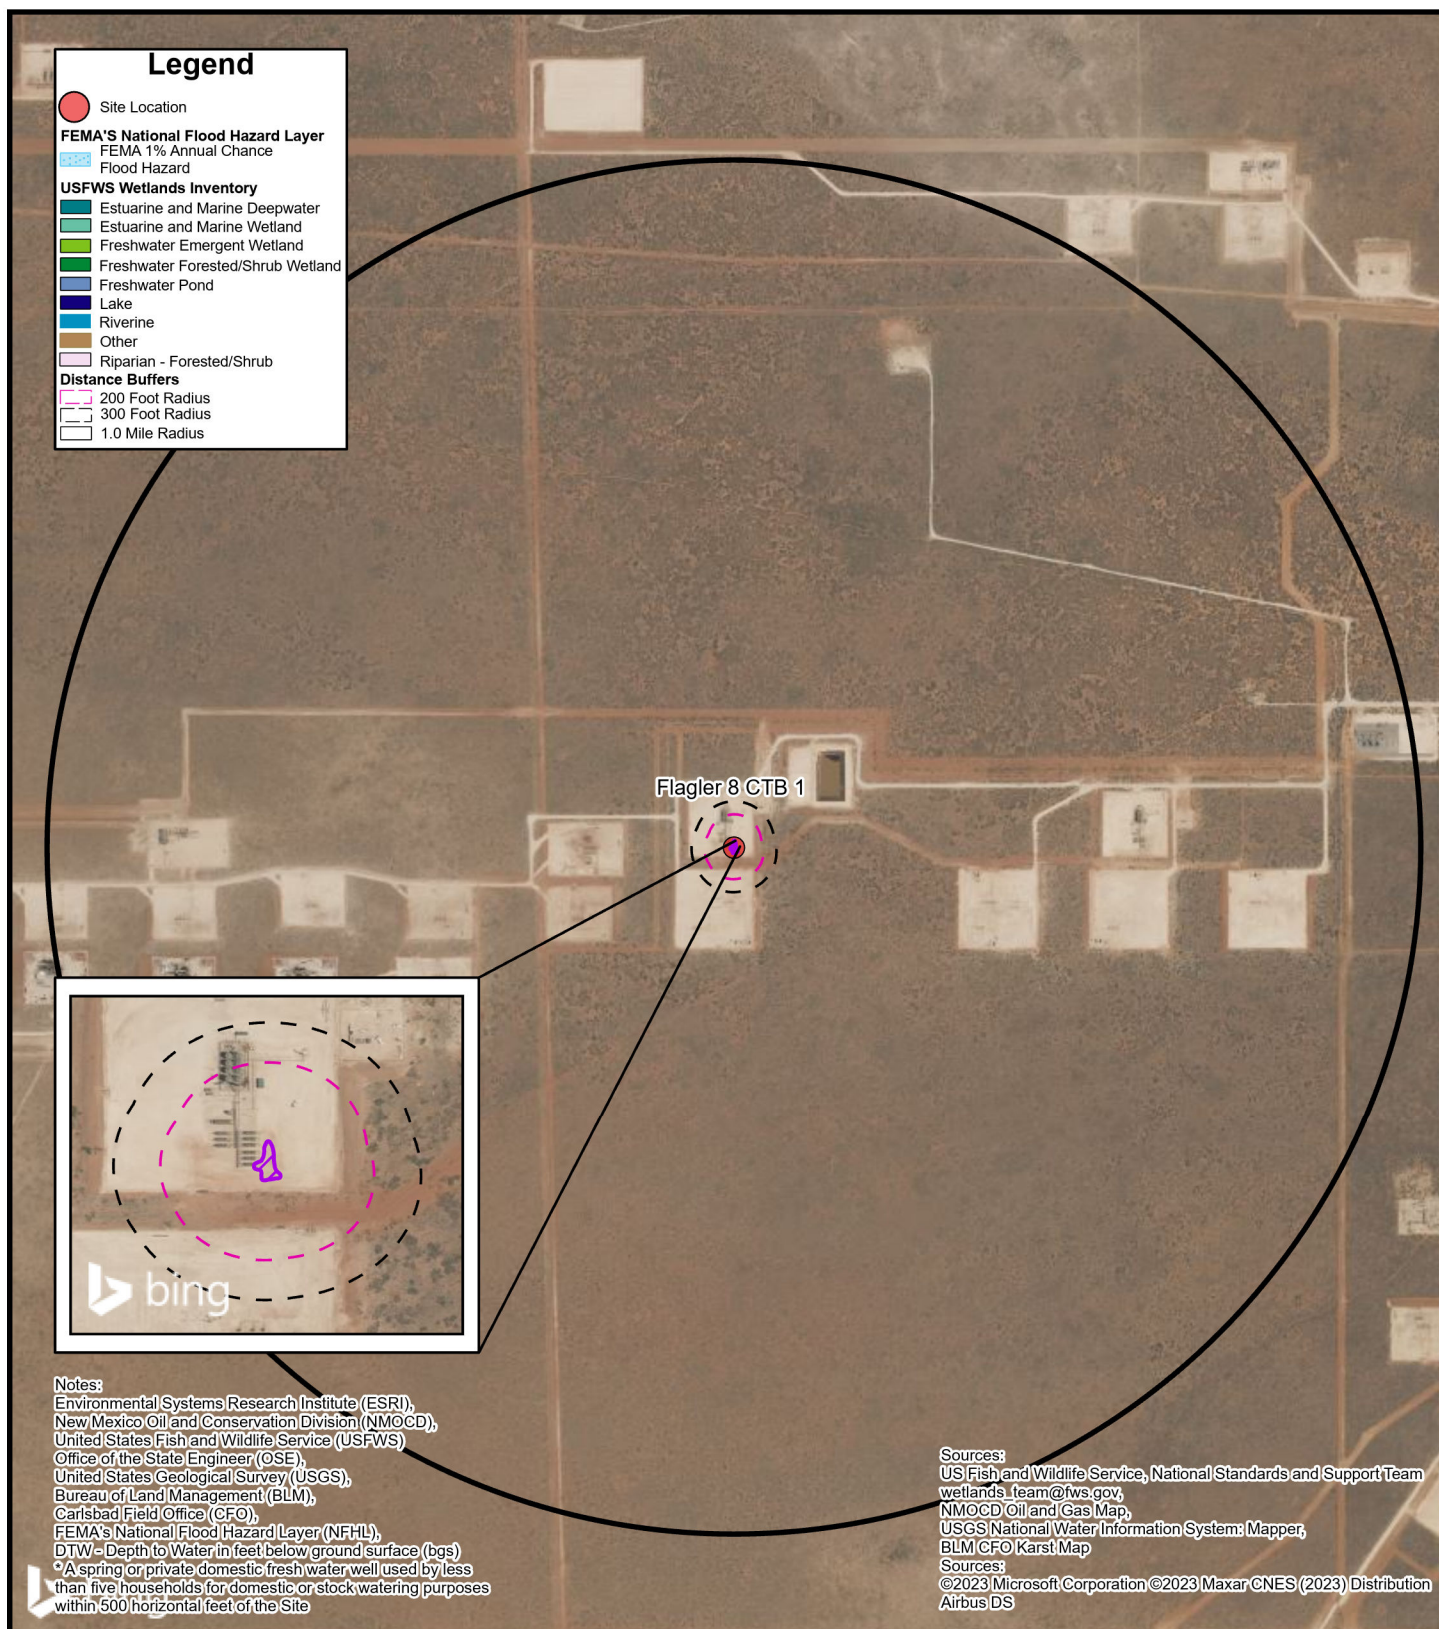 Legend
Site Location
FEMA'S National Flood Hazard Layer
FEMA 1% Annual Chance
Flood Hazard
USFWS Wetlands Inventory
Estuarine and Marine Deepwater
Estuarine and Marine Wetland
Freshwater Emergent Wetland
Freshwater Forested/Shrub Wetland
Freshwater Pond
Lake
Riverine
Other
Riparian - Forested/Shrub
Distance Buffers
200 Foot Radius
300 Foot Radius
1.0 Mile Radius
Flagler 8 CTB 1
bing
Notes:
Environmental Systems Research Institute (ESRI),
New Mexico Oil and Conservation Division (NMOCD),
United States Fish and Wildlife Service (USFWS)
Office of the State Engineer (OSE),
United States Geological Survey (USGS),
Bureau of Land Management (BLM),
Carlsbad Field Office (CFO),
FEMA's National Flood Hazard Layer (NFHL),
DTW - Depth to Water in feet below ground surface (bgs)
* A spring or private domestic fresh water well used by less
than five households for domestic or stock watering purposes
within 500 horizontal feet of the Site
Sources:
US Fish and Wildlife Service, National Standards and Support Team
wetlands_team@fws.gov,
NMOCD Oil and Gas Map,
USGS National Water Information System: Mapper,
BLM CFO Karst Map
Sources:
©2023 Microsoft Corporation ©2023 Maxar CNES (2023) Distribution
Airbus DS